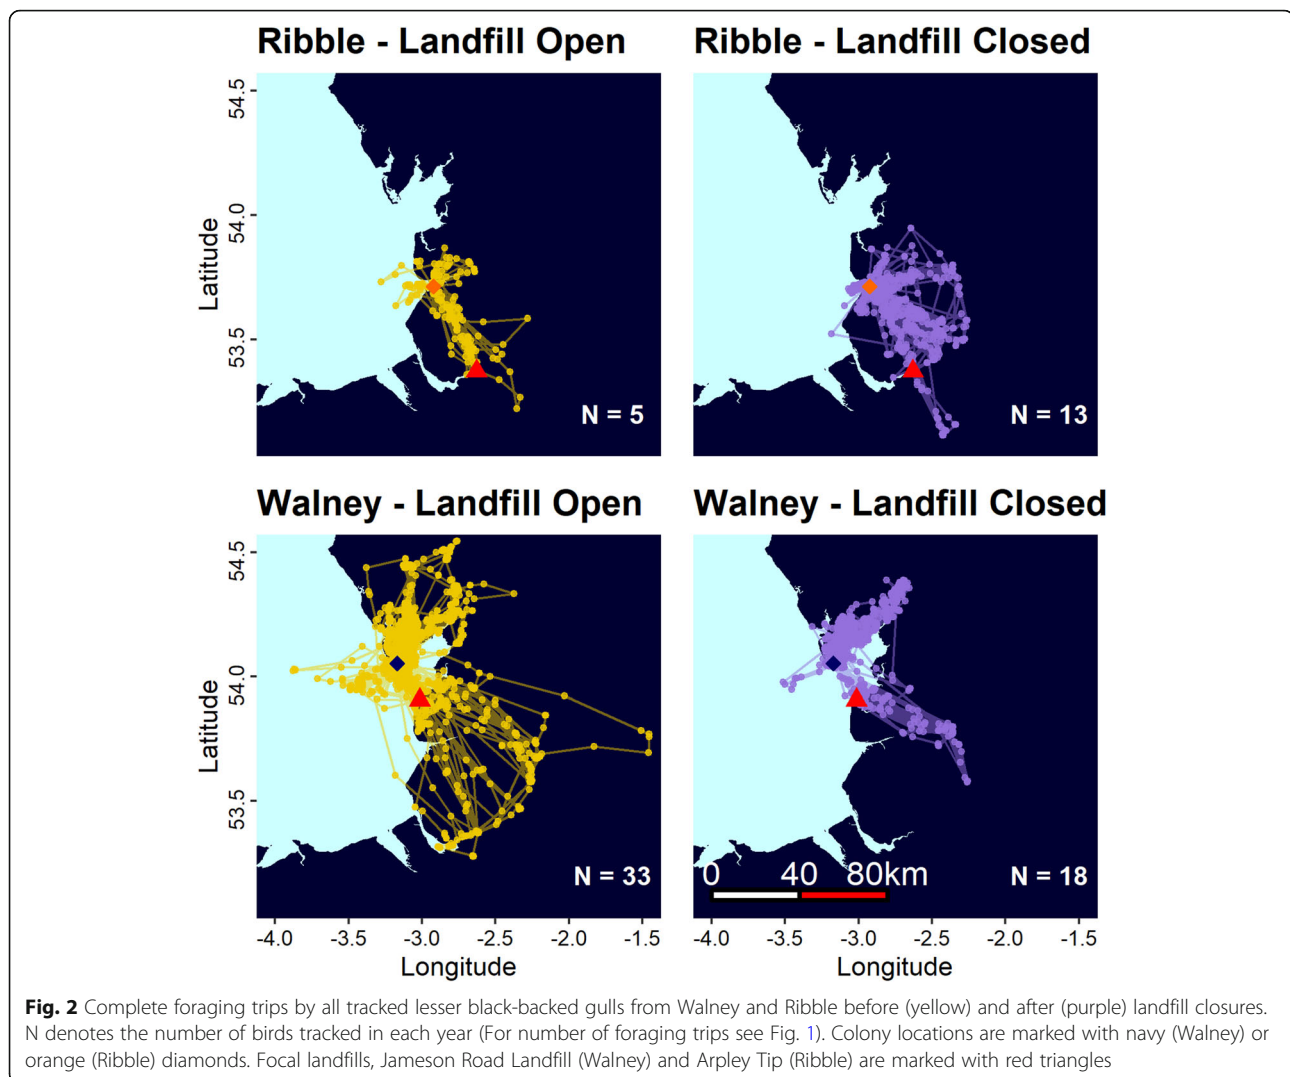 Ribble - Landfill Open
Ribble - Landfill Closed
54.5
54.0
53.5
Latitude
N = 5
N = 13
Walney - Landfill Open
Walney - Landfill Closed
54.5
54.0
53.5
Latitude
N = 33
0 40 80km
N = 18
-4.0 -3.5 -3.0 -2.5 -2.0 -1.5
-4.0 -3.5 -3.0 -2.5 -2.0 -1.5
Longitude
Longitude
Fig. 2 Complete foraging trips by all tracked lesser black-backed gulls from Walney and Ribble before (yellow) and after (purple) landfill closures.
N denotes the number of birds tracked in each year (For number of foraging trips see Fig. 1). Colony locations are marked with navy (Walney) or
orange (Ribble) diamonds. Focal landfills, Jameson Road Landfill (Walney) and Arpley Tip (Ribble) are marked with red triangles